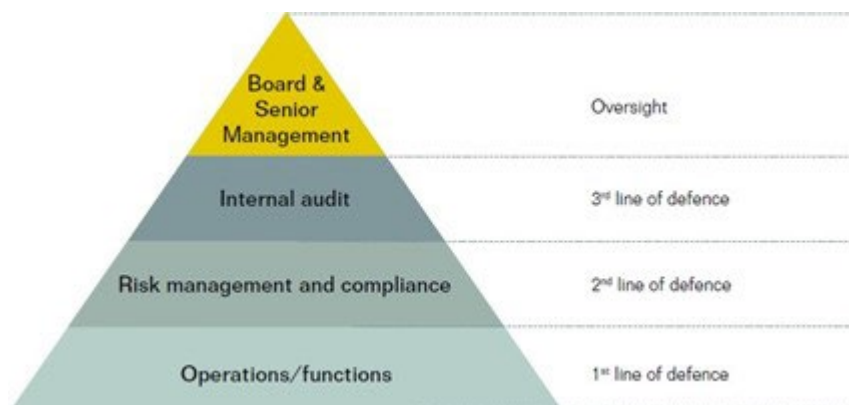 Board &
Senior
Management
Oversight
Internal audit
3rd line of defence
Risk management and compliance
2nd line of defence
Operations/functions
1st line of defence